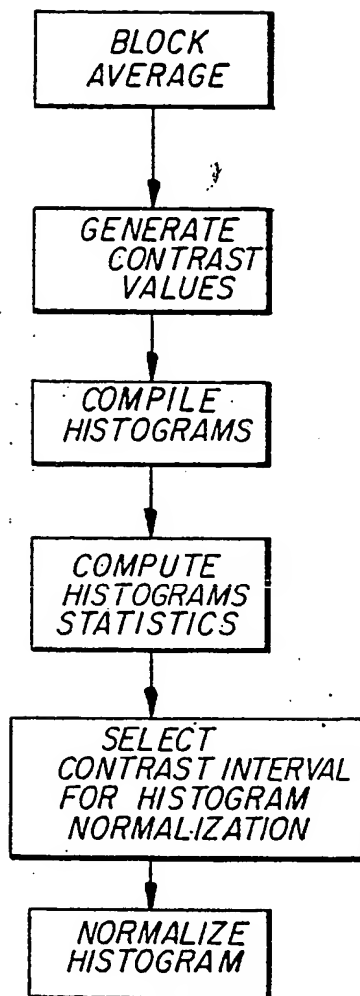 BLOCK
AVERAGE
GENERATE
CONTRAST
VALUES
COMPILE
HISTOGRAMS
COMPUTE
HISTOGRAMS
STATISTICS
SELECT
CONTRAST INTERVAL
FOR HISTOGRAM
NORMALIZATION
NORMALIZE
HISTOGRAM